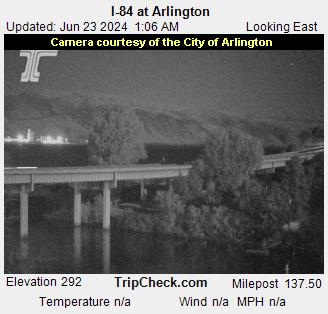 I-84 at Arlington
Updated: Jun 23 2024 1:06 AM Looking East
Camera courtesy of the City of Arlington
Elevation 292 TripCheck.com Milepost 137.50
Temperature n/a Wind n/a MPH n/a